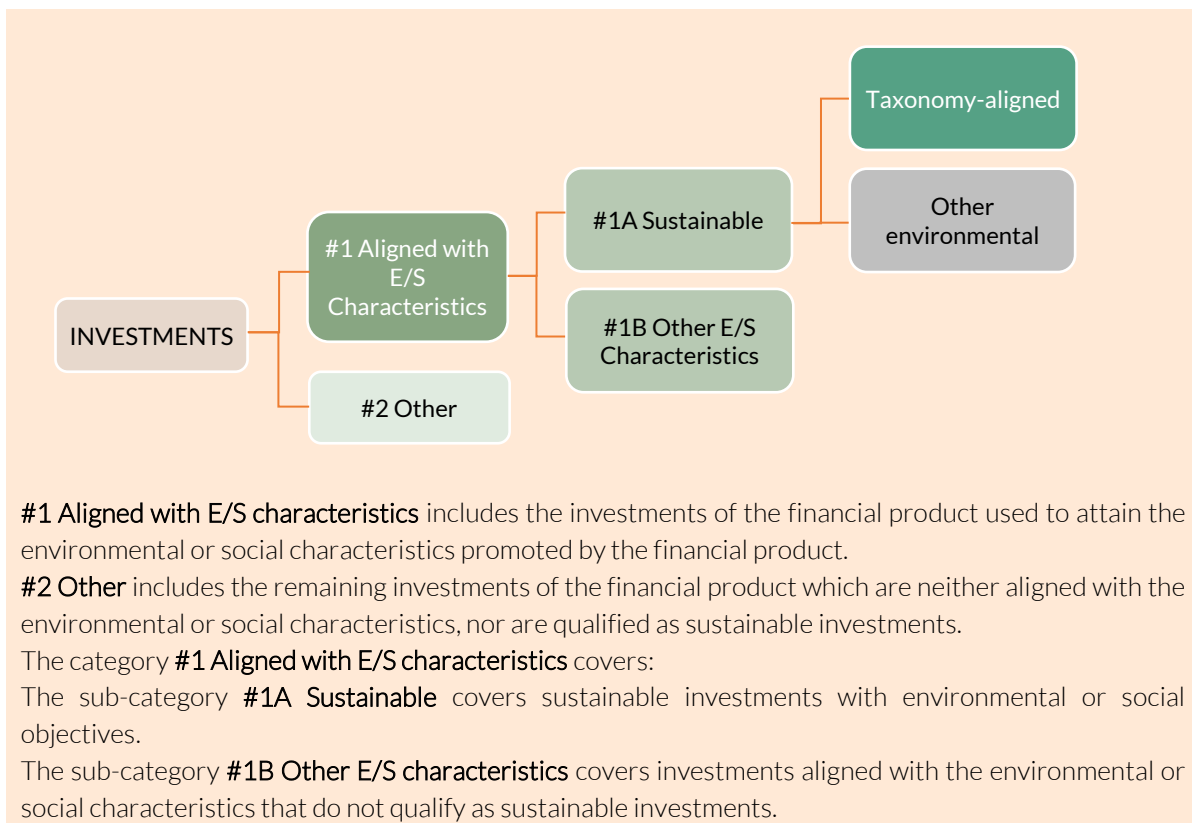 Taxonomy-aligned
Other
environmental
#1A Sustainable
#1 Aligned with
E/S
Characteristics
#1B Other E/S
Characteristics
INVESTMENTS
#2 Other
#1 Aligned with E/S characteristics includes the investments of the financial product used to attain the
environmental or social characteristics promoted by the financial product.
#2 Other includes the remaining investments of the financial product which are neither aligned with the
environmental or social characteristics, nor are qualified as sustainable investments.
The category #1 Aligned with E/S characteristics covers:
The sub-category #1A Sustainable covers sustainable investments with environmental or social
objectives.
The sub-category #1B Other E/S characteristics covers investments aligned with the environmental or
social characteristics that do not qualify as sustainable investments.